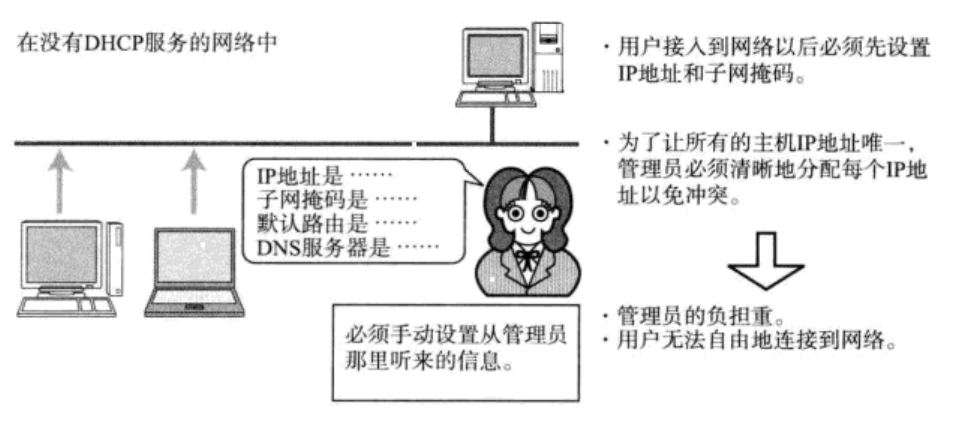 在没有DHCP服务的网络中
·用户接入到网络以后必须先设置
IP地址和子网掩码。
·为了让所有的主机IP地址唯一，
管理员必须清晰地分配每个IP地
址以免冲突。
IP地址是……
子网掩码是……
默认路由是……
DNS服务器是……
必须手动设置从管理员
那里听来的信息。
·管理员的负担重。
·用户无法自由地连接到网络。